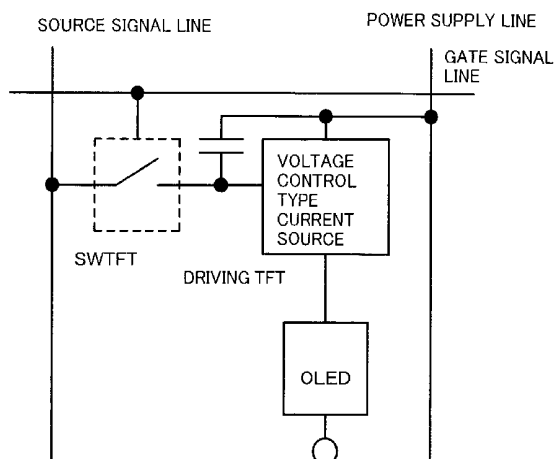 SOURCE SIGNAL LINE
POWER SUPPLY LINE
GATE SIGNAL
LINE
VOLTAGE
CONTROL
TYPE
CURRENT
SOURCE
SWTFT
DRIVING TFT
OLED